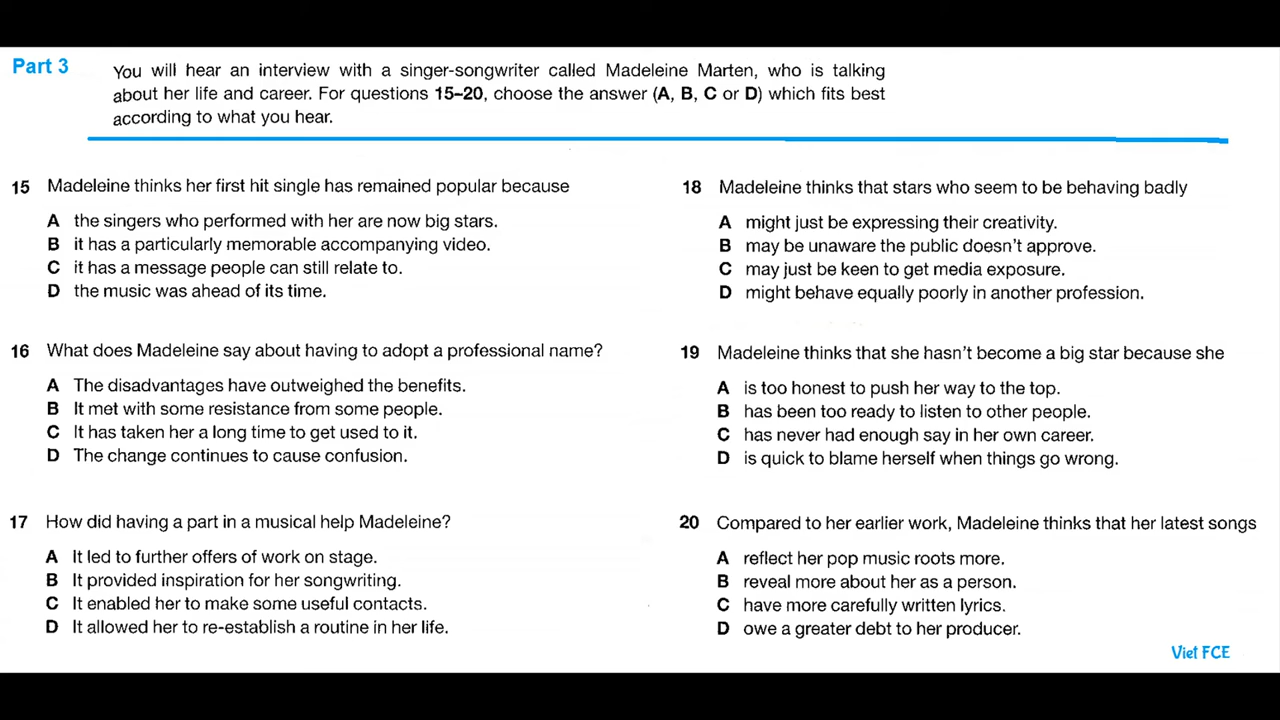 Part 3
You will hear an interview with a singer-songwriter called Madeleine Marten, who is talking
about her life and career. For questions 15–20, choose the answer (A, B, C or D) which fits best
according to what you hear.
15 Madeleine thinks her first hit single has remained popular because
A the singers who performed with her are now big stars.
B it has a particularly memorable accompanying video.
C it has a message people can still relate to.
D the music was ahead of its time.
16 What does Madeleine say about having to adopt a professional name?
A The disadvantages have outweighed the benefits.
B It met with some resistance from some people.
C It has taken her a long time to get used to it.
D The change continues to cause confusion.
17 How did having a part in a musical help Madeleine?
A It led to further offers of work on stage.
B It provided inspiration for her songwriting.
C It enabled her to make some useful contacts.
D It allowed her to re-establish a routine in her life.
18 Madeleine thinks that stars who seem to be behaving badly
A might just be expressing their creativity.
B may be unaware the public doesn't approve.
C may just be keen to get media exposure.
D might behave equally poorly in another profession.
19 Madeleine thinks that she hasn't become a big star because she
A is too honest to push her way to the top.
B has been too ready to listen to other people.
C has never had enough say in her own career.
D is quick to blame herself when things go wrong.
20 Compared to her earlier work, Madeleine thinks that her latest songs
A reflect her pop music roots more.
B reveal more about her as a person.
C have more carefully written lyrics.
D owe a greater debt to her producer.
Viet FCE